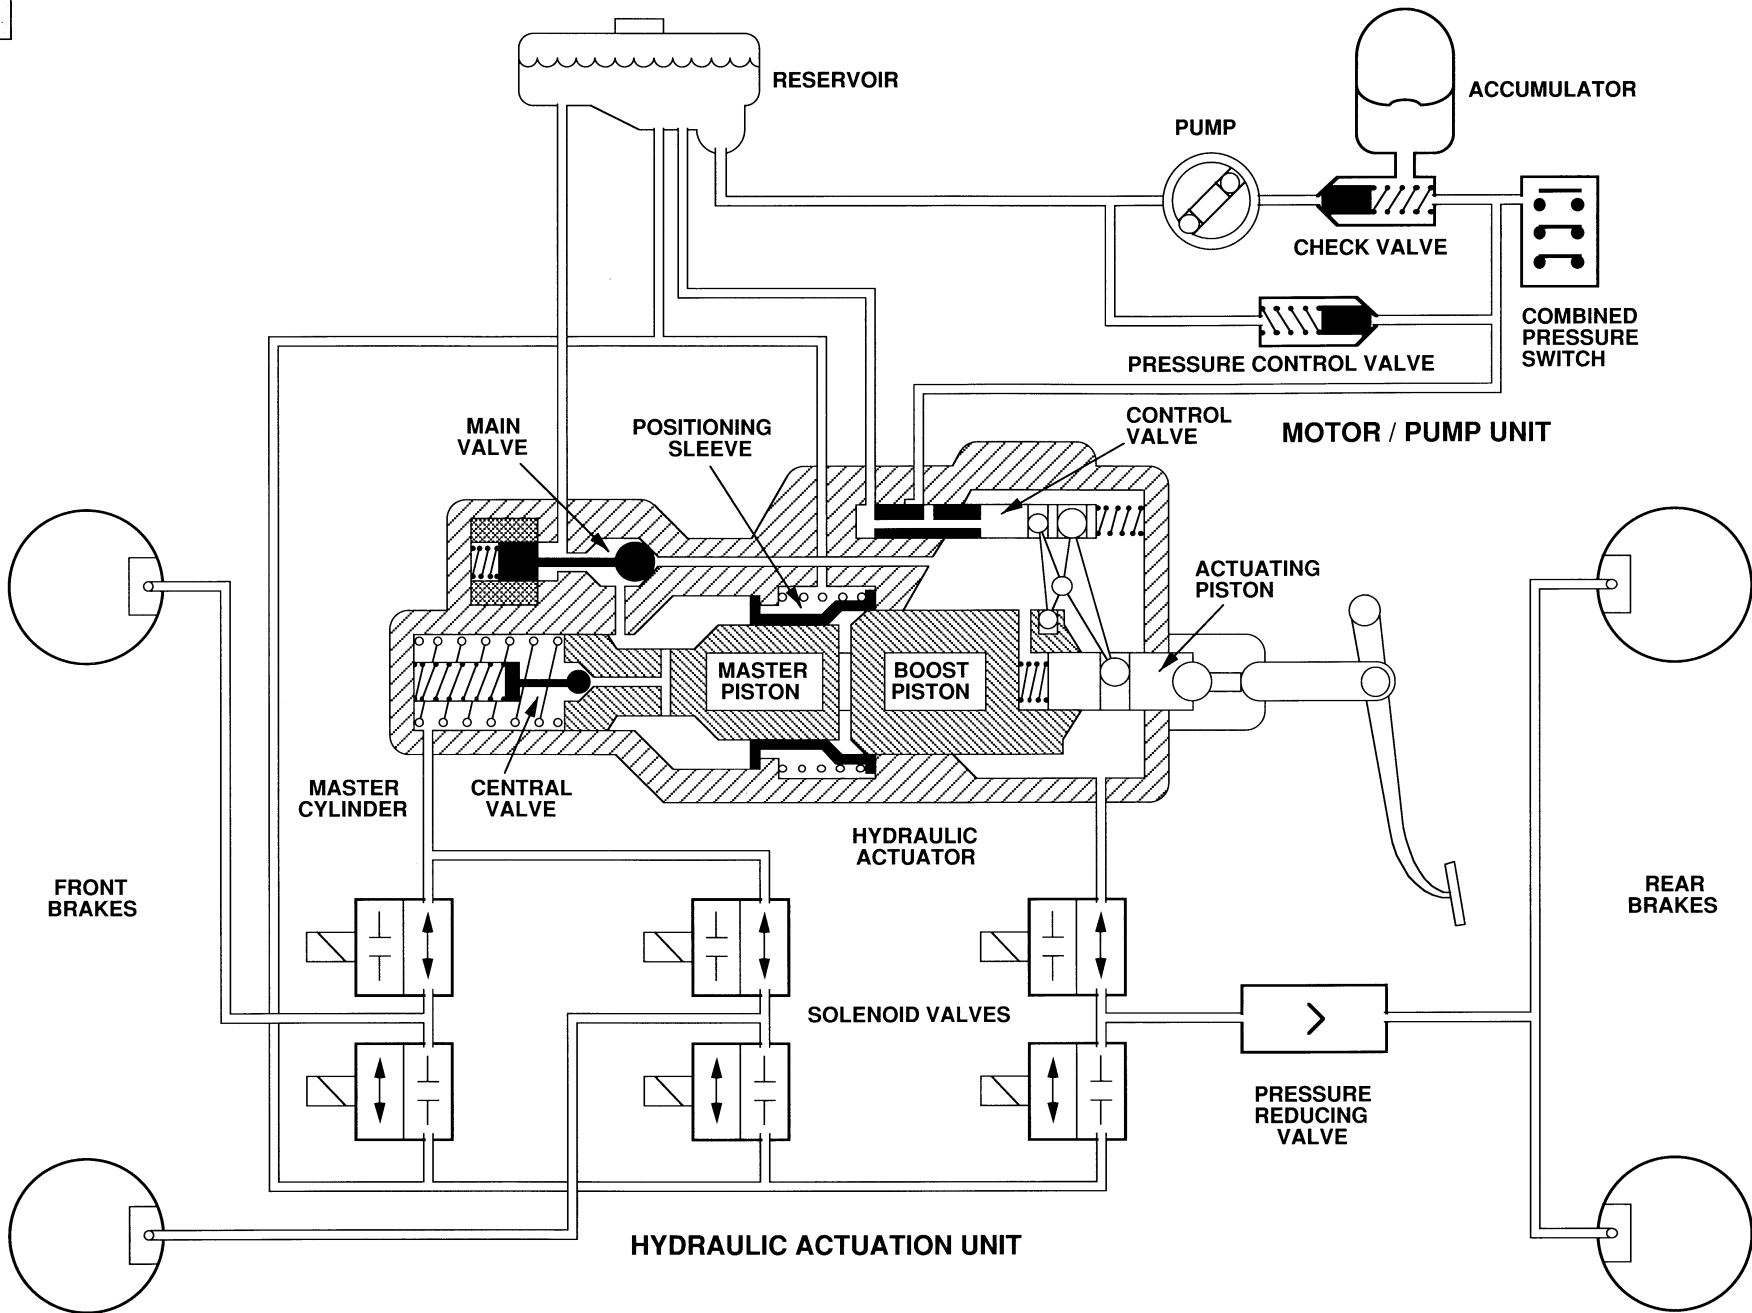 RESERVOIR
ACCUMULATOR
PUMP
CHECK VALVE
COMBINED
PRESSURE
SWITCH
PRESSURE CONTROL VALVE
MOTOR / PUMP UNIT
CONTROL
VALVE
MAIN
VALVE
POSITIONING
SLEEVE
ACTUATING
PISTON
MASTER
PISTON
BOOST
PISTON
MASTER
CYLINDER
CENTRAL
VALVE
HYDRAULIC
ACTUATOR
FRONT
BRAKES
REAR
BRAKES
SOLENOID VALVES
PRESSURE
REDUCING
VALVE
HYDRAULIC ACTUATION UNIT